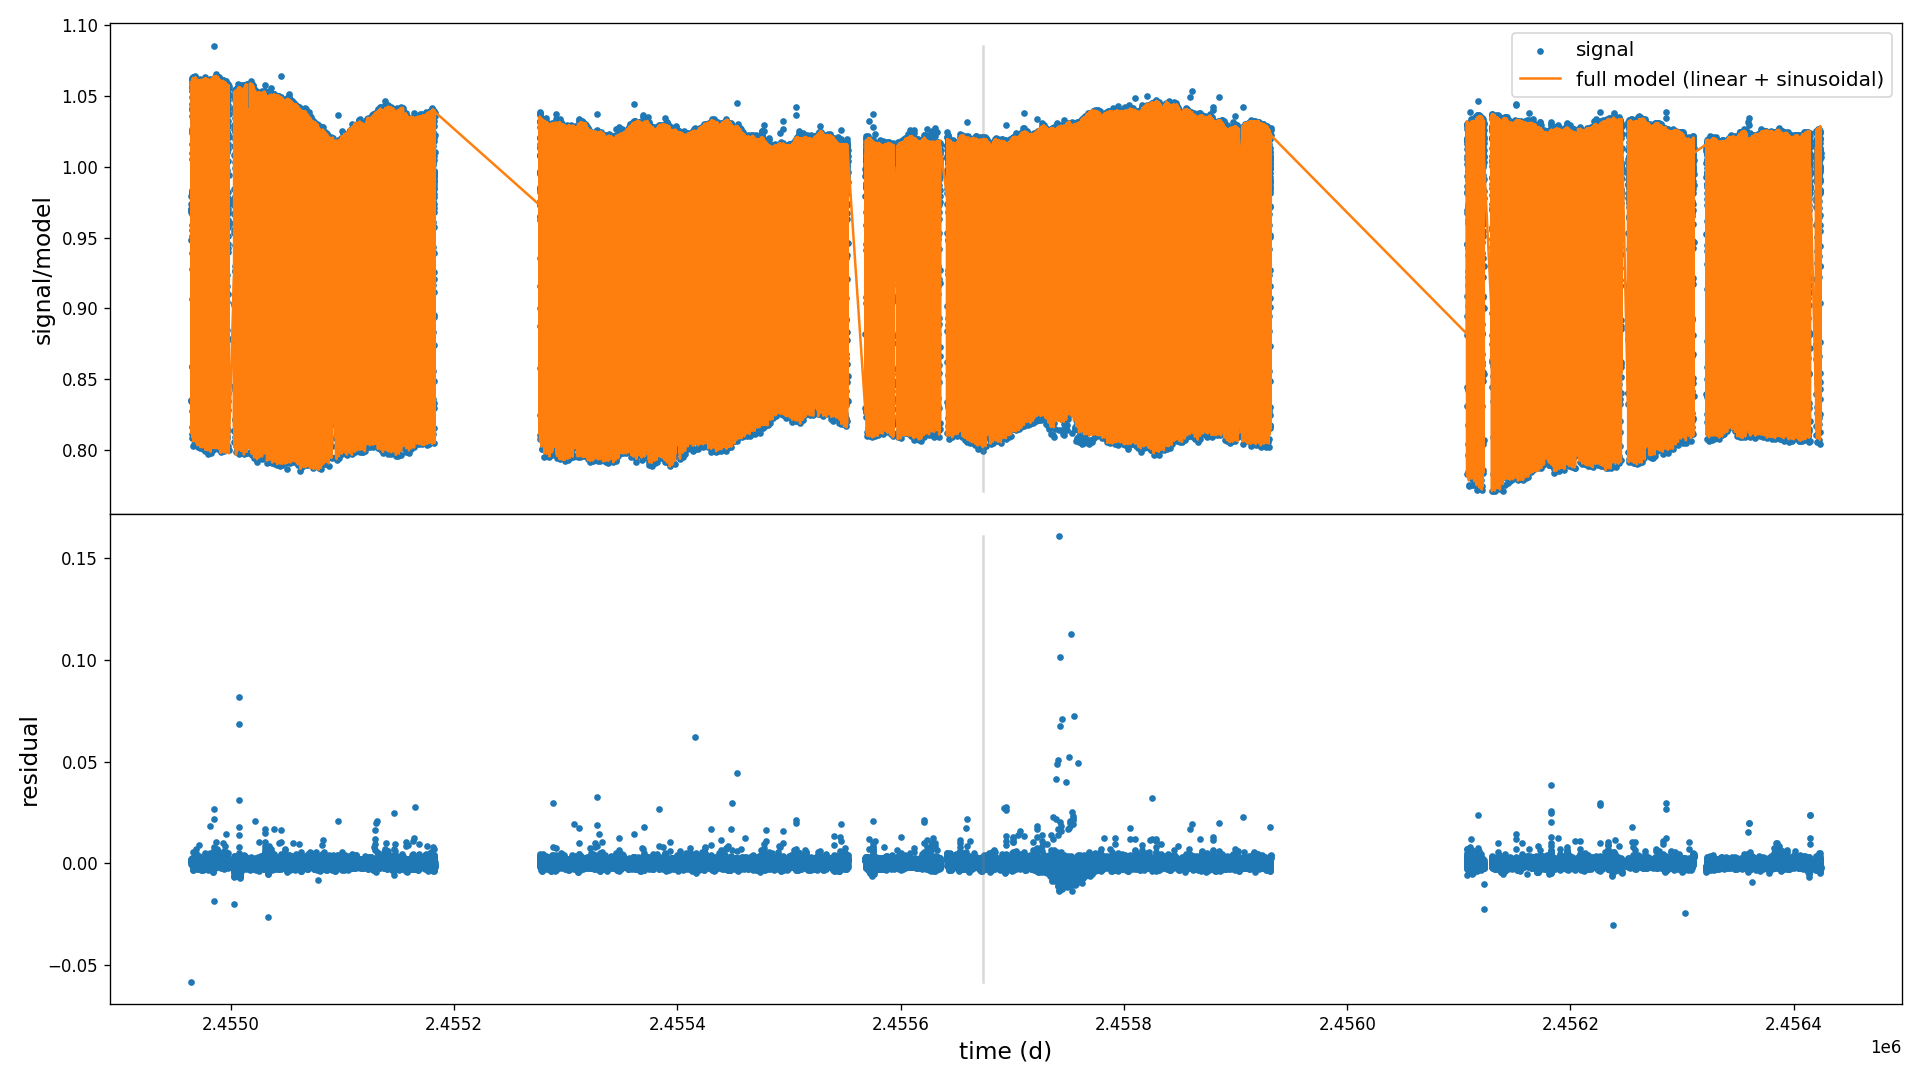 signal
full model (linear + sinusoidal)
signal/model
1.10
1.05
1.00
0.95
0.90
0.85
0.80
residual
0.15
0.10
0.05
0.00
−0.05
2.4550 2.4552 2.4554 2.4556 2.4558 2.4560 2.4562 2.4564
1e6
time (d)